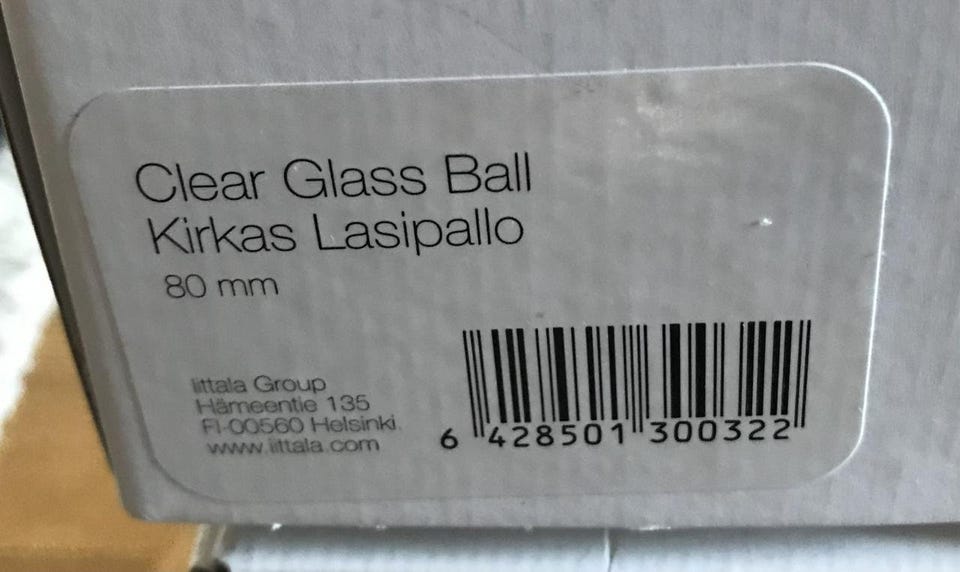 Clear Glass Ball
Kirkas Lasipallo
80 mm
Iittala Group
Hämeentie 135
FI-00560 Helsinki.
www.iittala.com
6 428501 300322